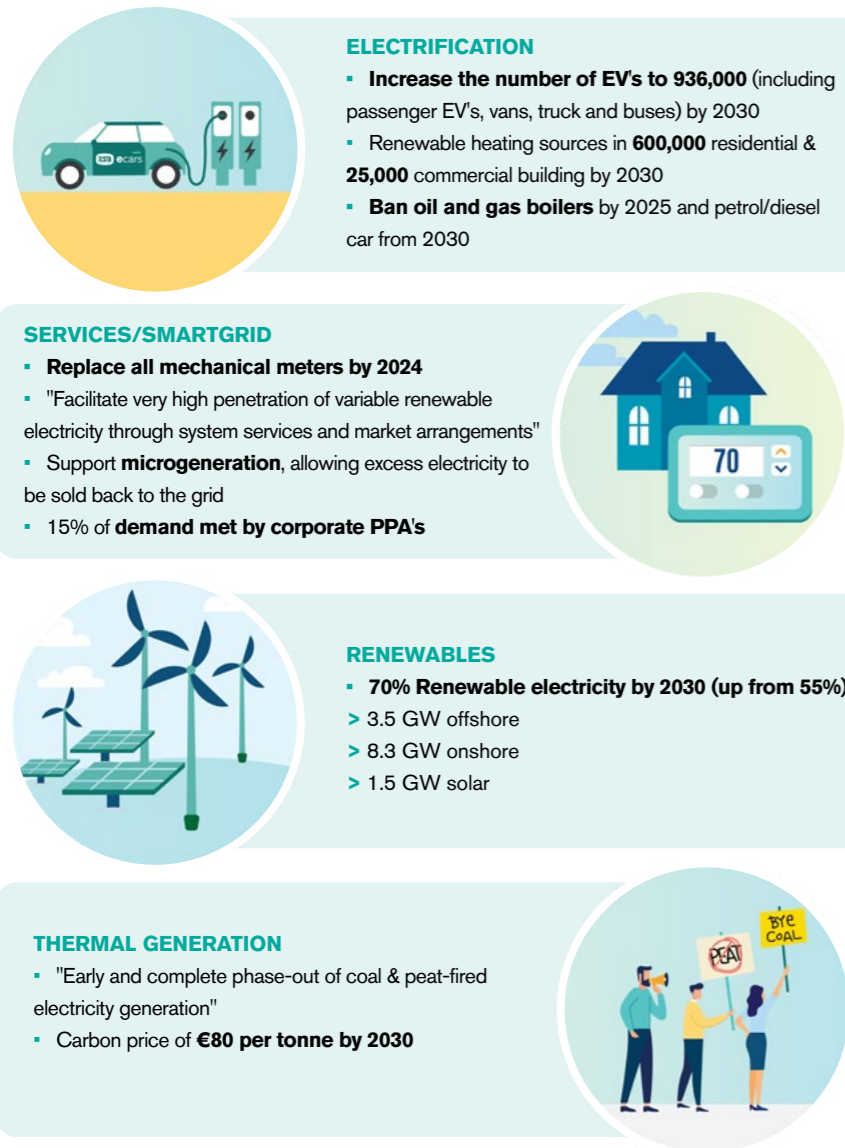 ESB ecars
ELECTRIFICATION
▪ Increase the number of EV's to 936,000 (including
passenger EV's, vans, truck and buses) by 2030
▪ Renewable heating sources in 600,000 residential &
25,000 commercial building by 2030
▪ Ban oil and gas boilers by 2025 and petrol/diesel
car from 2030
SERVICES/SMARTGRID
▪ Replace all mechanical meters by 2024
▪ "Facilitate very high penetration of variable renewable
electricity through system services and market arrangements"
▪ Support microgeneration, allowing excess electricity to
be sold back to the grid
▪ 15% of demand met by corporate PPA's
70
RENEWABLES
▪ 70% Renewable electricity by 2030 (up from 55%)
> 3.5 GW offshore
> 8.3 GW onshore
> 1.5 GW solar
THERMAL GENERATION
▪ "Early and complete phase-out of coal & peat-fired
electricity generation"
▪ Carbon price of €80 per tonne by 2030
PEAT
BYE
COAL